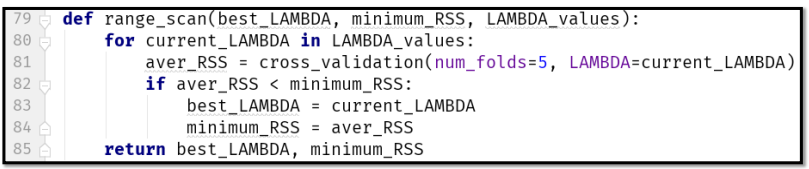 79 def range_scan(best_LAMBDA, minimum_RSS, LAMBDA_values):
80     for current_LAMBDA in LAMBDA_values:
81         aver_RSS = cross_validation(num_folds=5, LAMBDA=current_LAMBDA)
82         if aver_RSS < minimum_RSS:
83             best_LAMBDA = current_LAMBDA
84             minimum_RSS = aver_RSS
85     return best_LAMBDA, minimum_RSS